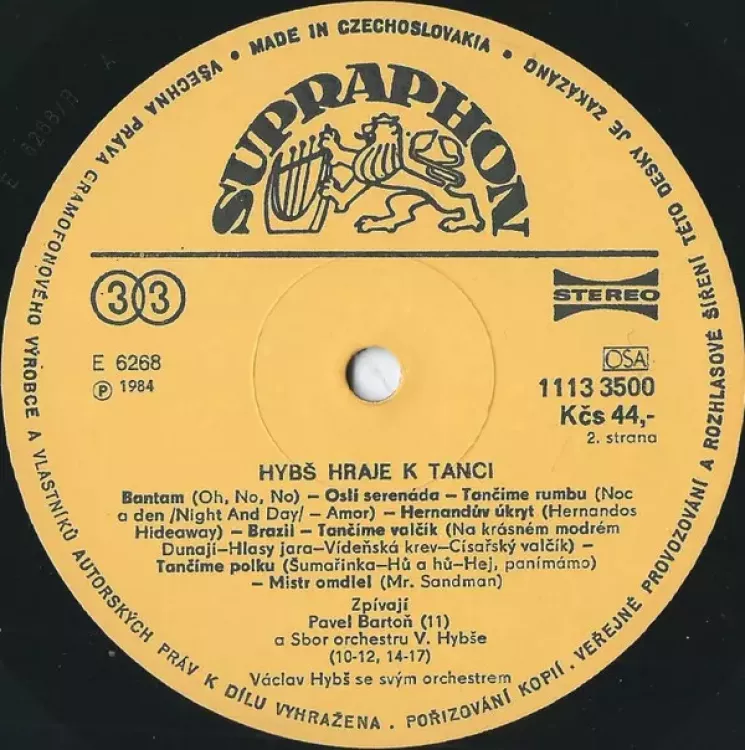 MADE IN CZECHOSLOVAKIA
VŠECHNA PRÁVA GRAMOFONOVÉHO VÝROBCE A VLASTNÍKŮ AUTORSKÝCH PRÁV K DÍLU VYHRAŽENA . POŘIZOVÁNÍ KOPIÍ . VEŘEJNÉ PROVOZOVÁNÍ A ROZHLASOVÉ ŠÍŘENÍ TÉTO DESKY JE ZAKÁZÁNO
SUPRAPHON
33
STEREO
E 6268
OSA
Ⓟ 1984
1113 3500
Kčs 44,-
2. strana
HYBŠ HRAJE K TANCI
Bantam (Oh, No, No) – Oslí serenáda – Tančíme rumbu (Noc
a den /Night And Day/ – Amor) – Hernandův úkryt (Hernandos
Hideaway) – Brazil – Tančíme valčík (Na krásném modrém
Dunaji–Hlasy jara–Vídeňská krev–Císařský valčík) –
Tančíme polku (Šumařinka–Hů a hů–Hej, panímámo)
– Mistr omdlel (Mr. Sandman)
Zpívají
Pavel Bartoň (11)
a Sbor orchestru V. Hybše
(10-12, 14-17)
Václav Hybš se svým orchestrem